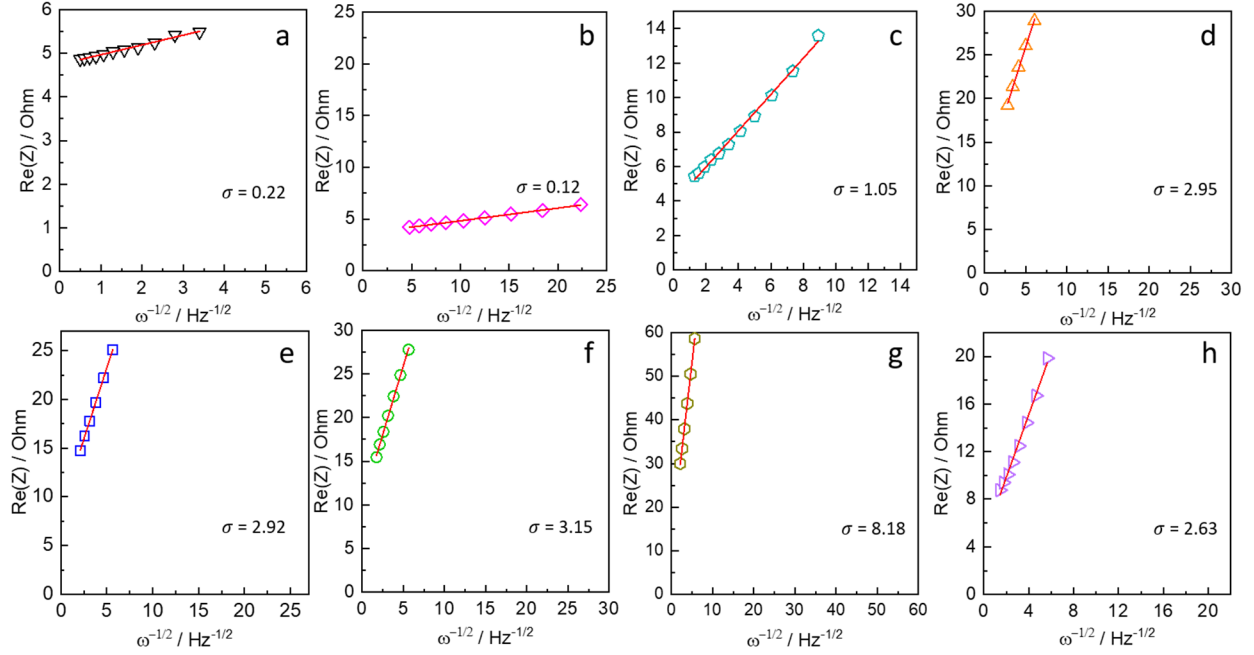 a
Re(Z) / Ohm
6
5
4
3
2
1
0
σ = 0.22
0 1 2 3 4 5 6
ω⁻¹/² / Hz⁻¹/²
b
Re(Z) / Ohm
25
20
15
10
5
0
σ = 0.12
0 5 10 15 20 25
ω⁻¹/² / Hz⁻¹/²
c
Re(Z) / Ohm
14
12
10
8
6
4
2
0
σ = 1.05
0 2 4 6 8 10 12 14
ω⁻¹/² / Hz⁻¹/²
d
Re(Z) / Ohm
30
25
20
15
10
5
0
σ = 2.95
0 5 10 15 20 25 30
ω⁻¹/² / Hz⁻¹/²
e
Re(Z) / Ohm
25
20
15
10
5
0
σ = 2.92
0 5 10 15 20 25
ω⁻¹/² / Hz⁻¹/²
f
Re(Z) / Ohm
30
25
20
15
10
5
0
σ = 3.15
0 5 10 15 20 25 30
ω⁻¹/² / Hz⁻¹/²
g
Re(Z) / Ohm
60
50
40
30
20
10
0
σ = 8.18
0 10 20 30 40 50 60
ω⁻¹/² / Hz⁻¹/²
h
Re(Z) / Ohm
20
16
12
8
4
0
σ = 2.63
0 4 8 12 16 20
ω⁻¹/² / Hz⁻¹/²